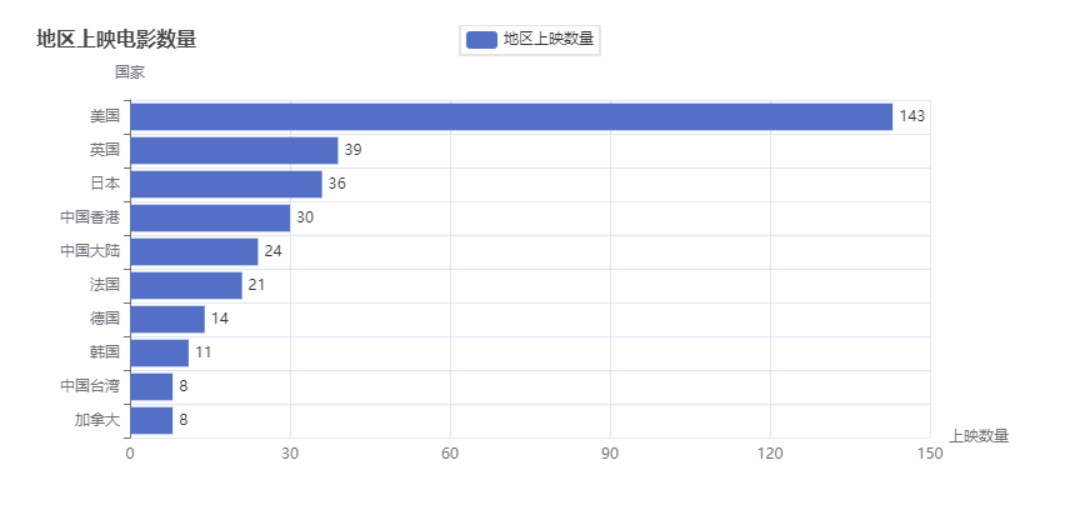 地区上映电影数量
地区上映数量
国家
美国 143
英国 39
日本 36
中国香港 30
中国大陆 24
法国 21
德国 14
韩国 11
中国台湾 8
加拿大 8
上映数量
0 30 60 90 120 150